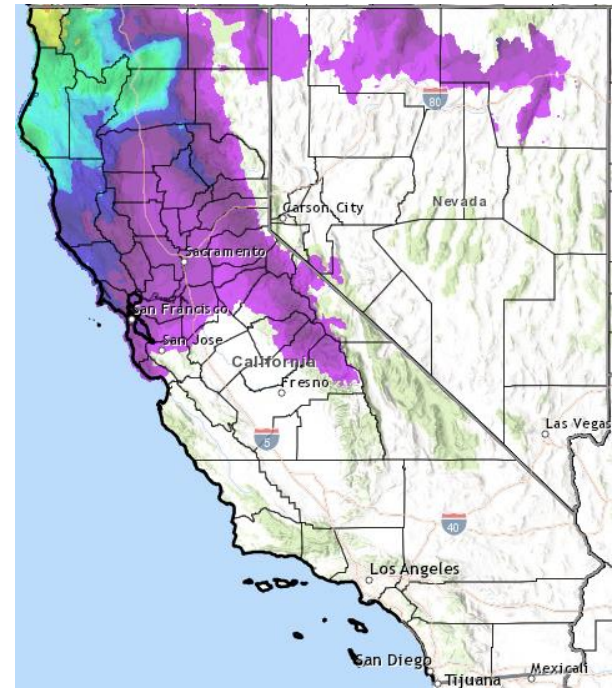 80
Nevada
Carson City
Sacramento
San Francisco
San Jose
California
Fresno
5
Las Vegas
40
Los Angeles
San Diego
Tijuana
Mexicali